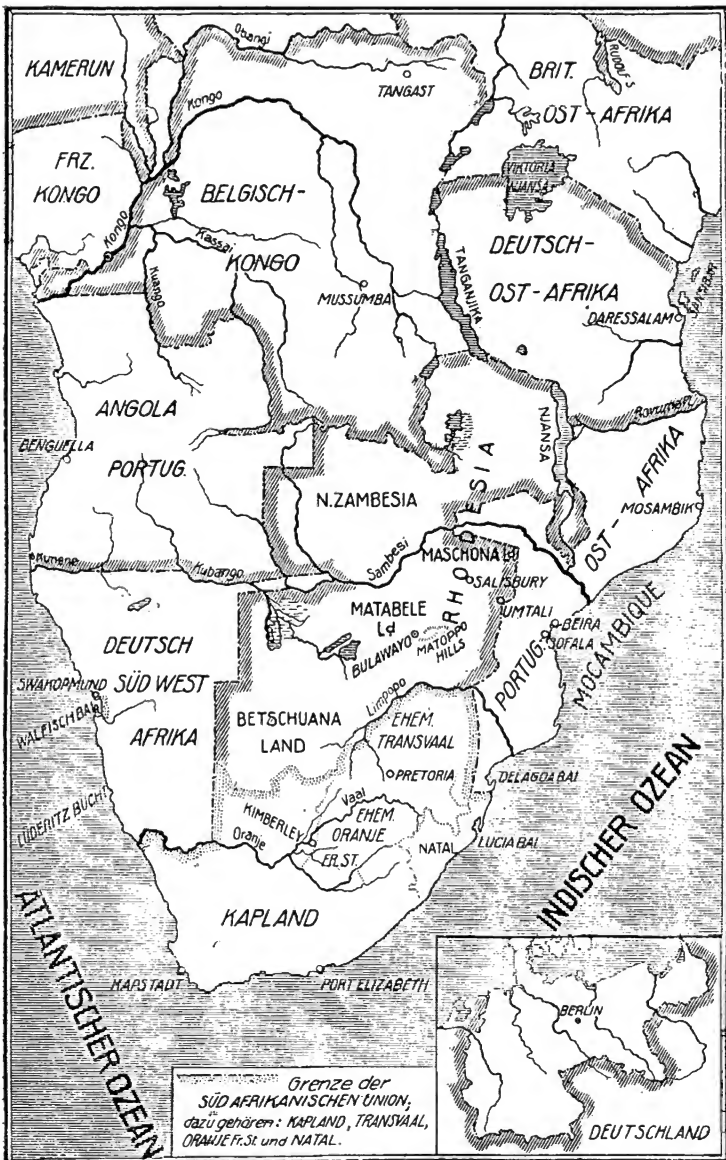 Obangi
KAMERUN
TANGAST
BRIT.
RUDOLF S.
OST-AFRIKA
Kongo
FRZ.
KONGO
VIKTORIA
NJANSA
BELGISCH-
Kongo
Kassai
KONGO
DEUTSCH-
OST-AFRIKA
Kuango
TANGANJIKA
MUSSUMBA
SANSIBAR
DARESSALAM
ANGOLA
NJANSA
BENGUELLA
PORTUG.
N.ZAMBESIA
RHODESIA
OST-AFRIKA
MOSAMBIK
Kunene
Kubango
Sambesi
MASCHONA Ld
SALISBURY
MATABELE
Ld
UMTALI
BULAWAYO
MATOPPO
HILLS
BEIRA
SOFALA
PORTUG.
MOÇAMBIQUE
DEUTSCH
SÜD WEST
AFRIKA
SWAKOPMUND
WALFISCH BAI
BETSCHUANA
LAND
Limpopo
EHEM.
TRANSVAAL
PRETORIA
DELAGOA BAI
LÜDERITZ BUCHT
KIMBERLEY
Vaal
EHEM.
ORANJE
FR.ST.
Oranje
NATAL
LUCIA BAI
KAPLAND
INDISCHER OZEAN
ATLANTISCHER OZEAN
KAPSTADT
PORT ELIZABETH
BERLIN
DEUTSCHLAND
Grenze der
SÜDAFRIKANISCHEN UNION,
dazu gehören: KAPLAND, TRANSVAAL,
ORANJE Fr.St. und NATAL.